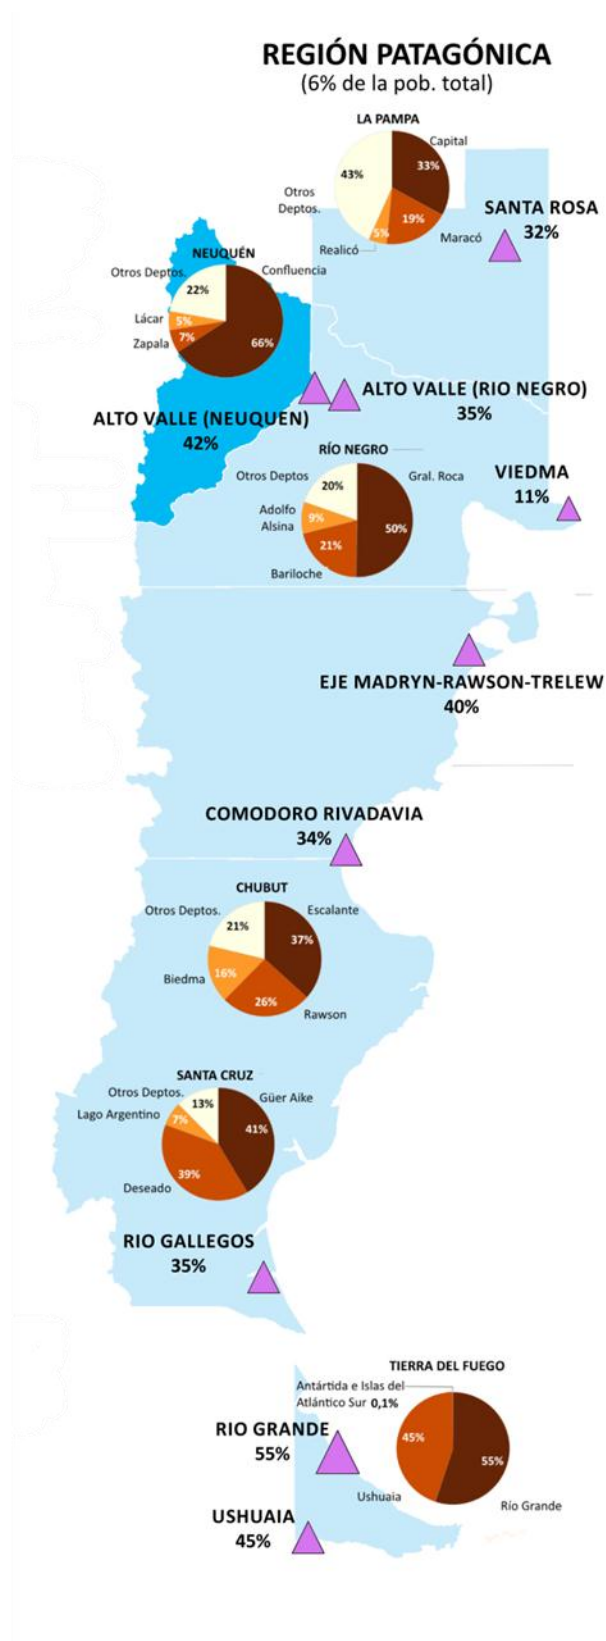 REGIÓN PATAGÓNICA
(6% de la pob. total)
LA PAMPA
Capital
33%
43%
Otros
Deptos.
19%
5%
Realicó
Maracó
SANTA ROSA
32%
NEUQUÉN
Otros Deptos.
Confluencia
22%
Lácar
5%
Zapala
7%
66%
ALTO VALLE (RIO NEGRO)
35%
ALTO VALLE (NEUQUEN)
42%
RÍO NEGRO
Otros Deptos
Gral. Roca
20%
Adolfo
Alsina
9%
50%
21%
Bariloche
VIEDMA
11%
EJE MADRYN-RAWSON-TRELEW
40%
COMODORO RIVADAVIA
34%
CHUBUT
Otros Deptos.
Escalante
21%
37%
Biedma
16%
26%
Rawson
SANTA CRUZ
Otros Deptos.
Güer Aike
13%
Lago Argentino
7%
41%
39%
Deseado
RIO GALLEGOS
35%
TIERRA DEL FUEGO
Antártida e Islas del
Atlántico Sur 0,1%
45%
55%
Ushuaia
Río Grande
RIO GRANDE
55%
USHUAIA
45%